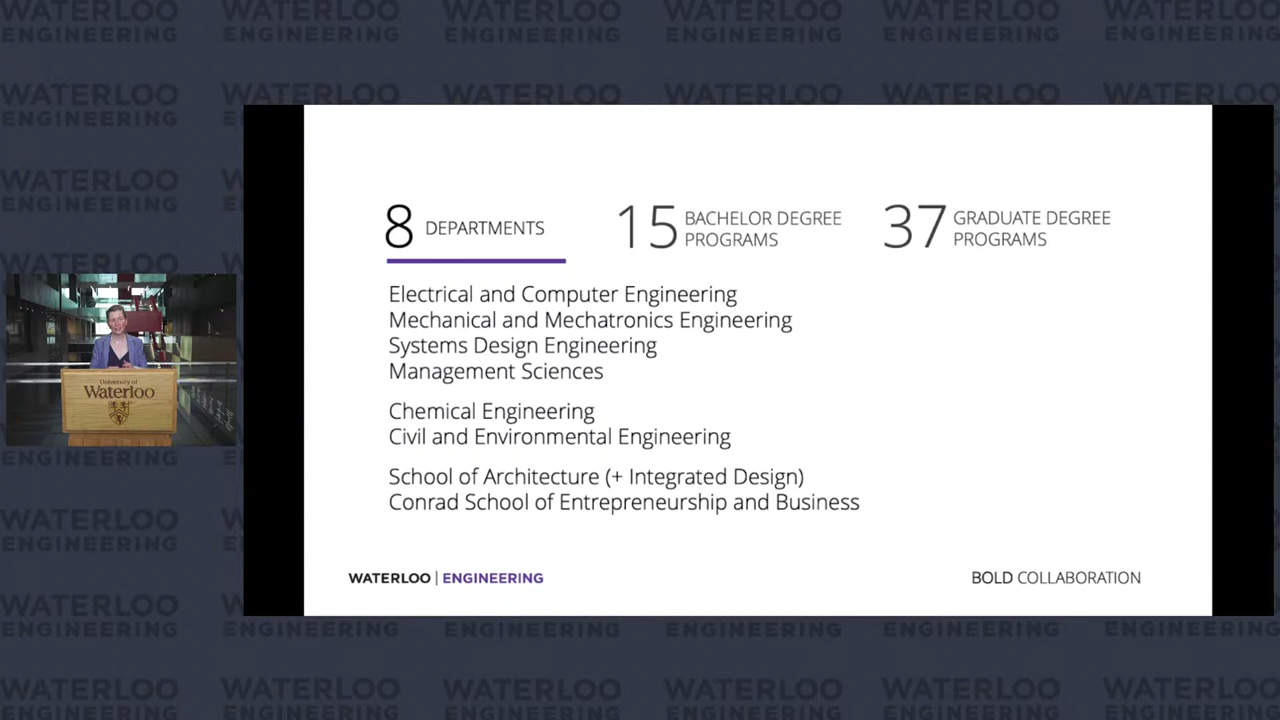 WATERLOO ENGINEERING
8 DEPARTMENTS
15 BACHELOR DEGREE
PROGRAMS
37 GRADUATE DEGREE
PROGRAMS
Electrical and Computer Engineering
Mechanical and Mechatronics Engineering
Systems Design Engineering
Management Sciences
Chemical Engineering
Civil and Environmental Engineering
School of Architecture (+ Integrated Design)
Conrad School of Entrepreneurship and Business
WATERLOO | ENGINEERING
BOLD COLLABORATION
University of
Waterloo